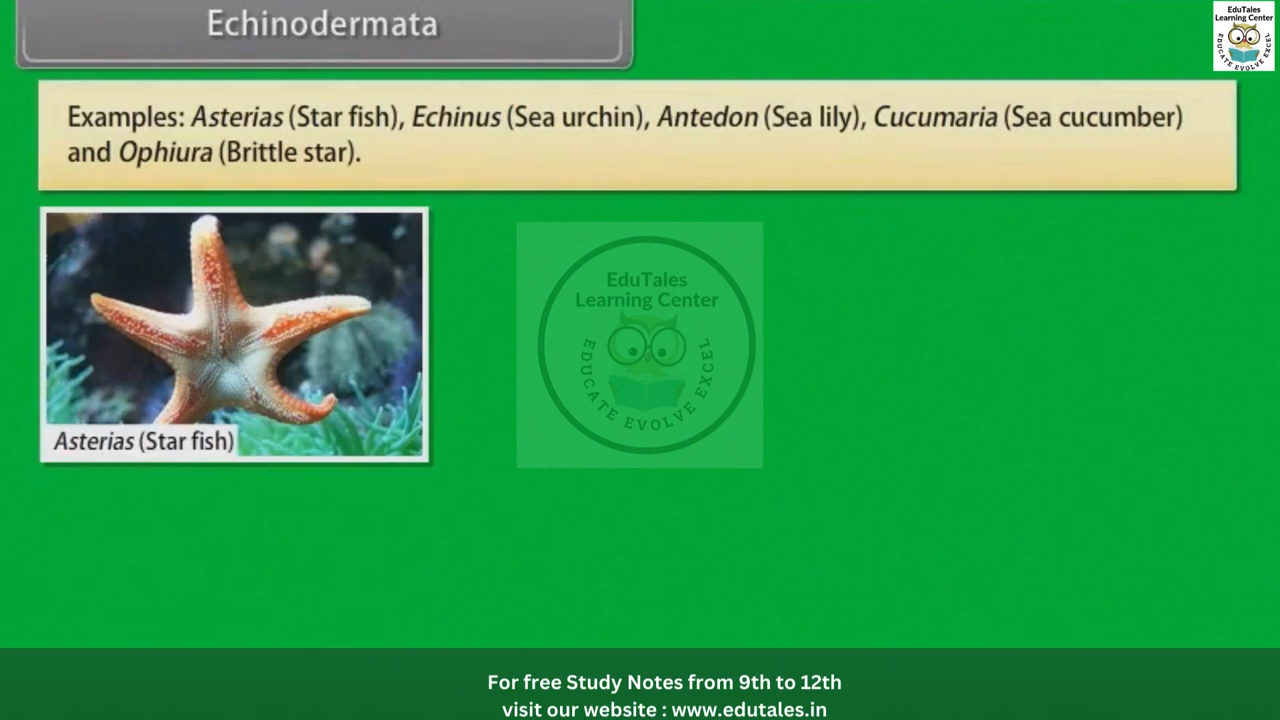 Echinodermata
EduTales
Learning Center
EDUCATE EVOLVE EXCEL
Examples: Asterias (Star fish), Echinus (Sea urchin), Antedon (Sea lily), Cucumaria (Sea cucumber)
and Ophiura (Brittle star).
Asterias (Star fish)
EduTales
Learning Center
EDUCATE EVOLVE EXCEL
For free Study Notes from 9th to 12th
visit our website : www.edutales.in